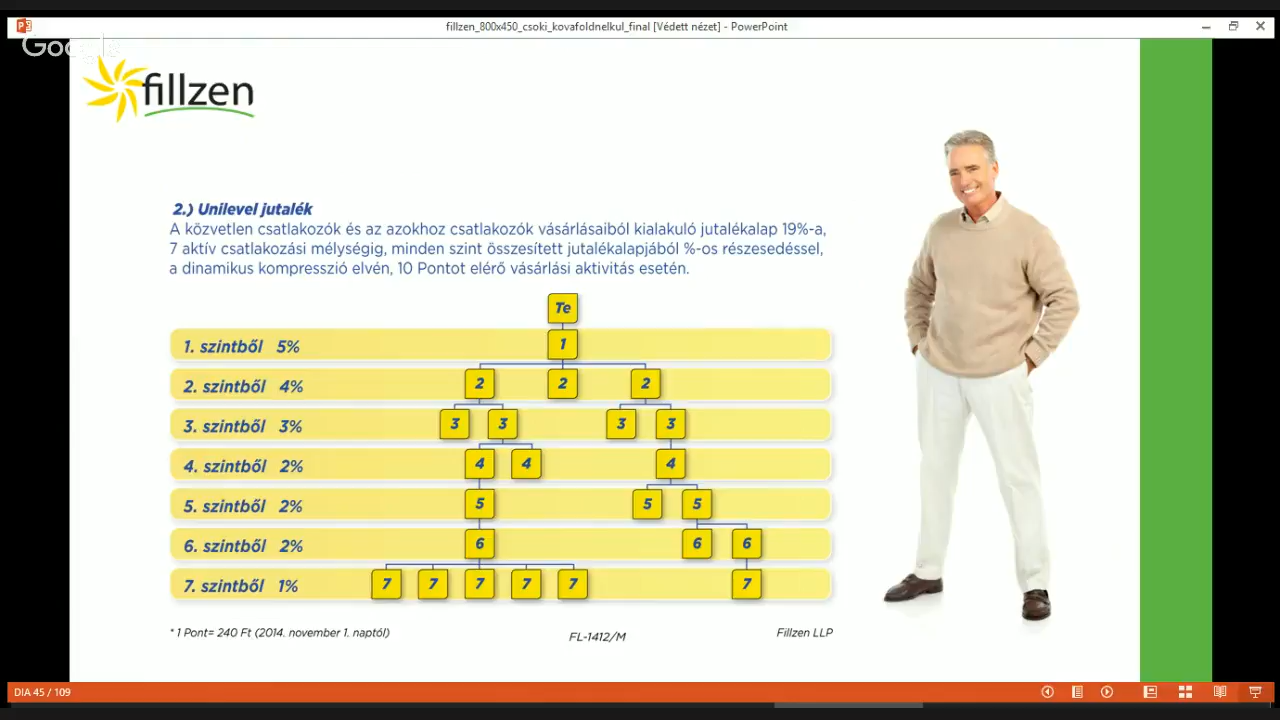 fillzen_800x450_csoki_kovafoldnelkul_final [Védett nézet] - PowerPoint
Google
fillzen
2.) Unilevel jutalék
A közvetlen csatlakozók és az azokhoz csatlakozók vásárlásaiból kialakuló jutalékalap 19%-a,
7 aktív csatlakozási mélységig, minden szint összesített jutalékalapjából %-os részesedéssel,
a dinamikus kompresszió elvén, 10 Pontot elérő vásárlási aktivitás esetén.
Te
1. szintből 5% 1
2. szintből 4% 2 2 2
3. szintből 3% 3 3 3 3
4. szintből 2% 4 4 4
5. szintből 2% 5 5 5
6. szintből 2% 6 6 6
7. szintből 1% 7 7 7 7 7 7
* 1 Pont= 240 Ft (2014. november 1. naptól) FL-1412/M Fillzen LLP
DIA 45 / 109